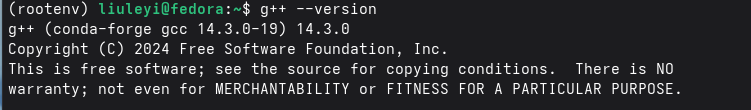 (rootenv) liuleyi@fedora:~$ g++ --version
g++ (conda-forge gcc 14.3.0-19) 14.3.0
Copyright (C) 2024 Free Software Foundation, Inc.
This is free software; see the source for copying conditions.  There is NO
warranty; not even for MERCHANTABILITY or FITNESS FOR A PARTICULAR PURPOSE.